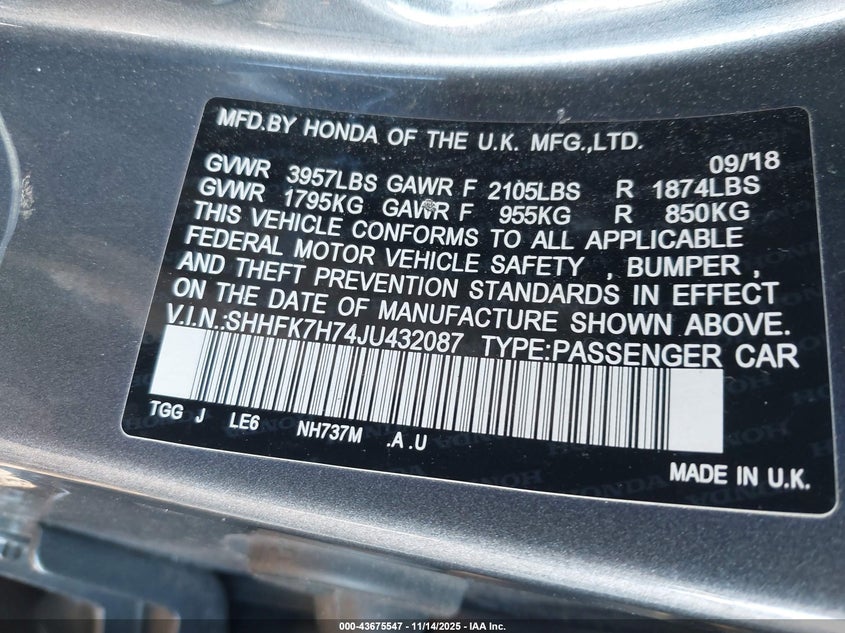 MFD.BY HONDA OF THE U.K. MFG.,LTD.
09/'18
GVWR 3957LBS GAWR F 2105LBS R 1874LBS
GVWR 1795KG GAWR F 955KG R 850KG
THIS VEHICLE CONFORMS TO ALL APPLICABLE
FEDERAL MOTOR VEHICLE SAFETY , BUMPER ,
AND THEFT PREVENTION STANDARDS IN EFFECT
ON THE DATE OF MANUFACTURE SHOWN ABOVE.
V.I.N.:SHHFK7H74JU432087 TYPE:PASSENGER CAR
TGG J LE6 NH737M .A .U
MADE IN U.K.
HONDA HONDA
000-43675547 - 11/14/2025 - IAA Inc.